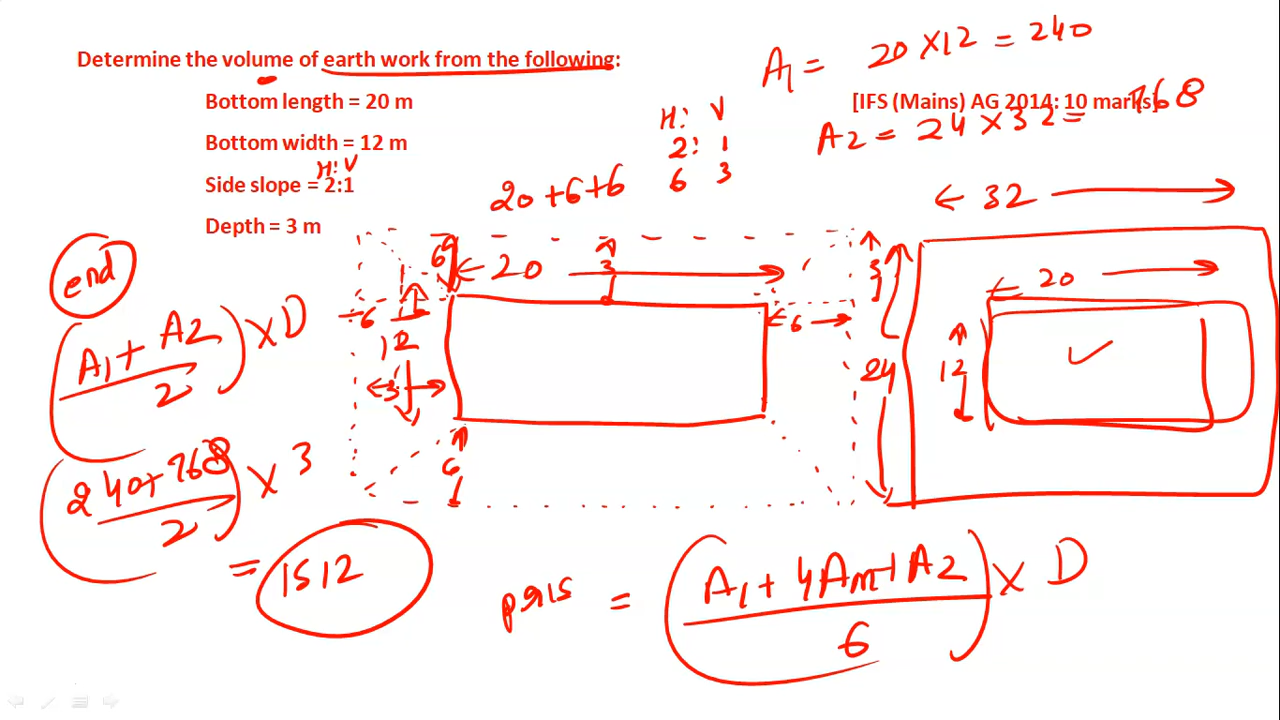 Determine the volume of earth work from the following:
Bottom length = 20 m
Bottom width = 12 m
H: V
Side slope = 2:1
Depth = 3 m
[IFS (Mains) AG 2014: 10 marks]
A1 = 20 × 12 = 240
A2 = 24 × 32 = 768
H: V
2: 1
6 3
20+6+6
6
20
3
6
12
3
6
6
3
24
32
20
12
end
(A1 + A2 / 2) × D
(240+768 / 2) × 3
= 1512
pris = (A1 + 4Am + A2 / 6) × D